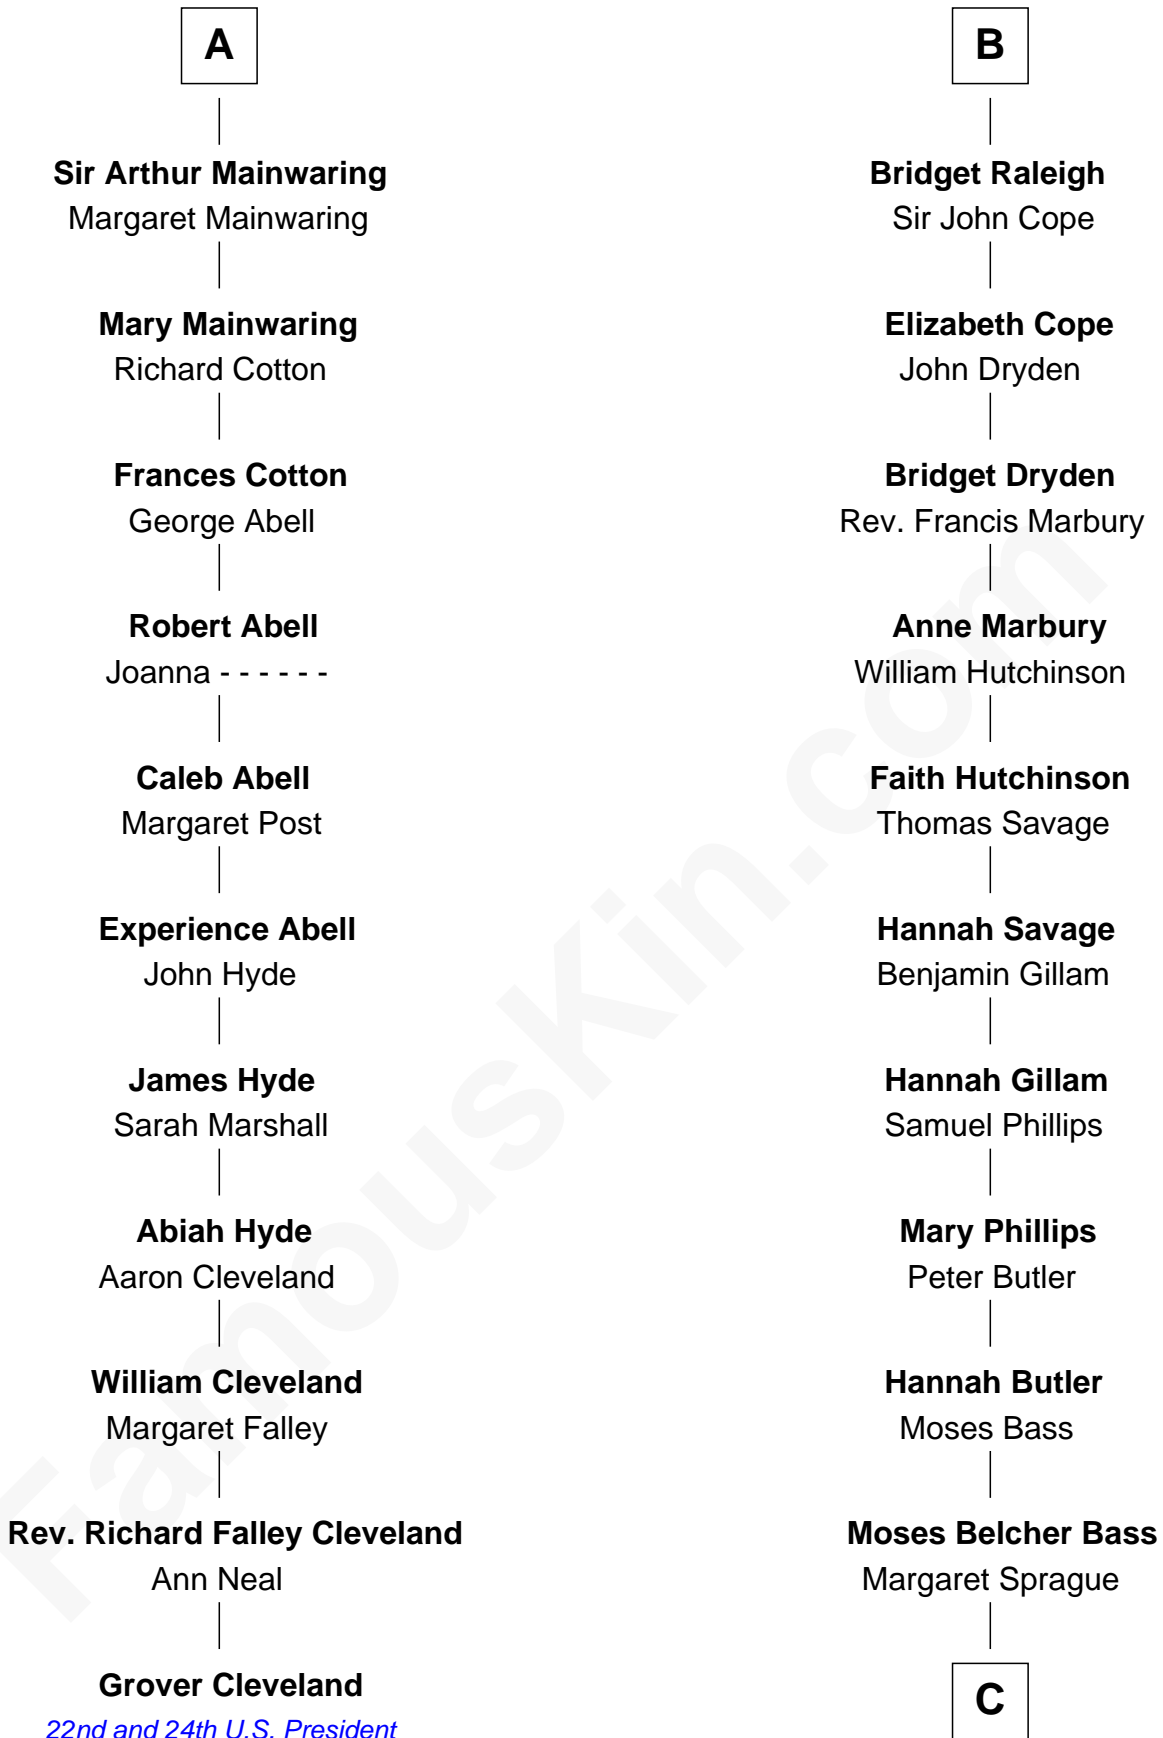 A
Sir Arthur Mainwaring
Margaret Mainwaring
Mary Mainwaring
Richard Cotton
Frances Cotton
George Abell
Robert Abell
Joanna - - - - - -
Caleb Abell
Margaret Post
Experience Abell
John Hyde
James Hyde
Sarah Marshall
Abiah Hyde
Aaron Cleveland
William Cleveland
Margaret Falley
Rev. Richard Falley Cleveland
Ann Neal
Grover Cleveland
22nd and 24th U.S. President
B
Bridget Raleigh
Sir John Cope
Elizabeth Cope
John Dryden
Bridget Dryden
Rev. Francis Marbury
Anne Marbury
William Hutchinson
Faith Hutchinson
Thomas Savage
Hannah Savage
Benjamin Gillam
Hannah Gillam
Samuel Phillips
Mary Phillips
Peter Butler
Hannah Butler
Moses Bass
Moses Belcher Bass
Margaret Sprague
C
FamousKin.com